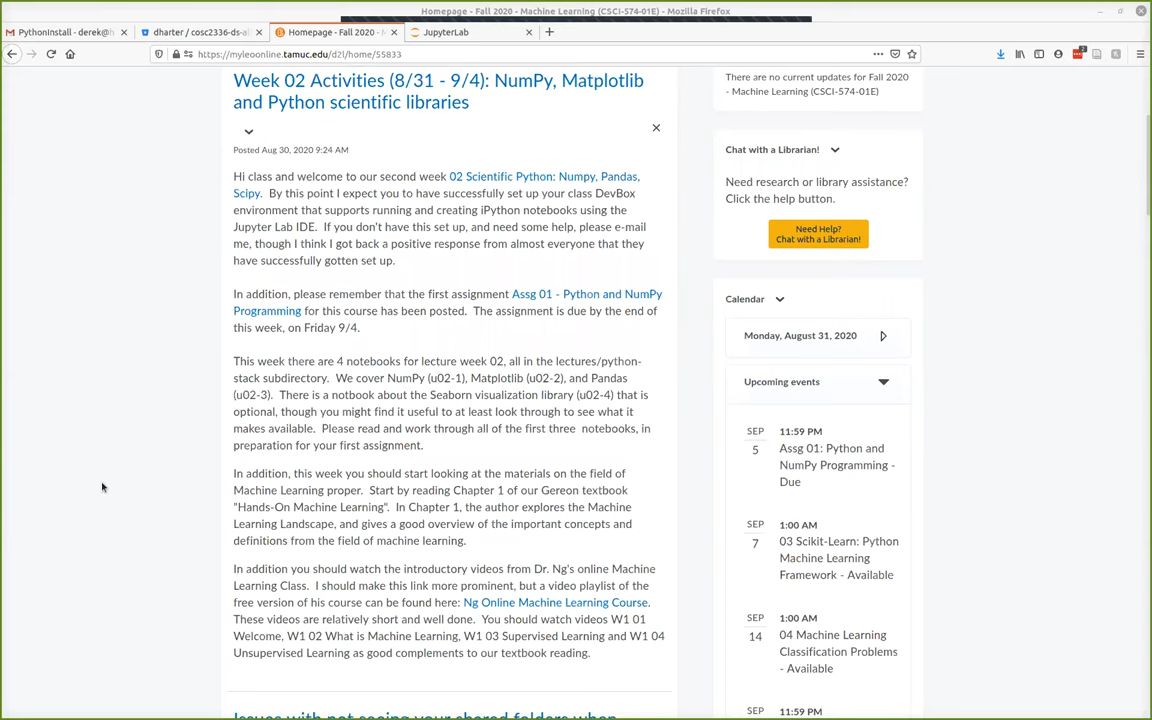 Homepage - Fall 2020 - Machine Learning (CSCI-574-01E) - Mozilla Firefox
PythonInstall - derek@h
dharter / cosc2336-ds-al
Homepage - Fall 2020 -
JupyterLab
https://myleoonline.tamuc.edu/d2l/home/55833
Week 02 Activities (8/31 - 9/4): NumPy, Matplotlib
and Python scientific libraries
Posted Aug 30, 2020 9:24 AM
Hi class and welcome to our second week 02 Scientific Python: Numpy, Pandas,
Scipy. By this point I expect you to have successfully set up your class DevBox
environment that supports running and creating iPython notebooks using the
Jupyter Lab IDE. If you don't have this set up, and need some help, please e-mail
me, though I think I got back a positive response from almost everyone that they
have successfully gotten set up.
In addition, please remember that the first assignment Assg 01 - Python and NumPy
Programming for this course has been posted. The assignment is due by the end of
this week, on Friday 9/4.
This week there are 4 notebooks for lecture week 02, all in the lectures/python-
stack subdirectory. We cover NumPy (u02-1), Matplotlib (u02-2), and Pandas
(u02-3). There is a notbook about the Seaborn visualization library (u02-4) that is
optional, though you might find it useful to at least look through to see what it
makes available. Please read and work through all of the first three notebooks, in
preparation for your first assignment.
In addition, this week you should start looking at the materials on the field of
Machine Learning proper. Start by reading Chapter 1 of our Gereon textbook
"Hands-On Machine Learning". In Chapter 1, the author explores the Machine
Learning Landscape, and gives a good overview of the important concepts and
definitions from the field of machine learning.
In addition you should watch the introductory videos from Dr. Ng's online Machine
Learning Class. I should make this link more prominent, but a video playlist of the
free version of his course can be found here: Ng Online Machine Learning Course.
These videos are relatively short and well done. You should watch videos W1 01
Welcome, W1 02 What is Machine Learning, W1 03 Supervised Learning and W1 04
Unsupervised Learning as good complements to our textbook reading.
Issues with not seeing your shared folders when
There are no current updates for Fall 2020
- Machine Learning (CSCI-574-01E)
Chat with a Librarian!
Need research or library assistance?
Click the help button.
Need Help?
Chat with a Librarian!
Calendar
Monday, August 31, 2020
Upcoming events
SEP 11:59 PM
5 Assg 01: Python and
NumPy Programming -
Due
SEP 1:00 AM
7 03 Scikit-Learn: Python
Machine Learning
Framework - Available
SEP 1:00 AM
14 04 Machine Learning
Classification Problems
- Available
SEP 11:59 PM